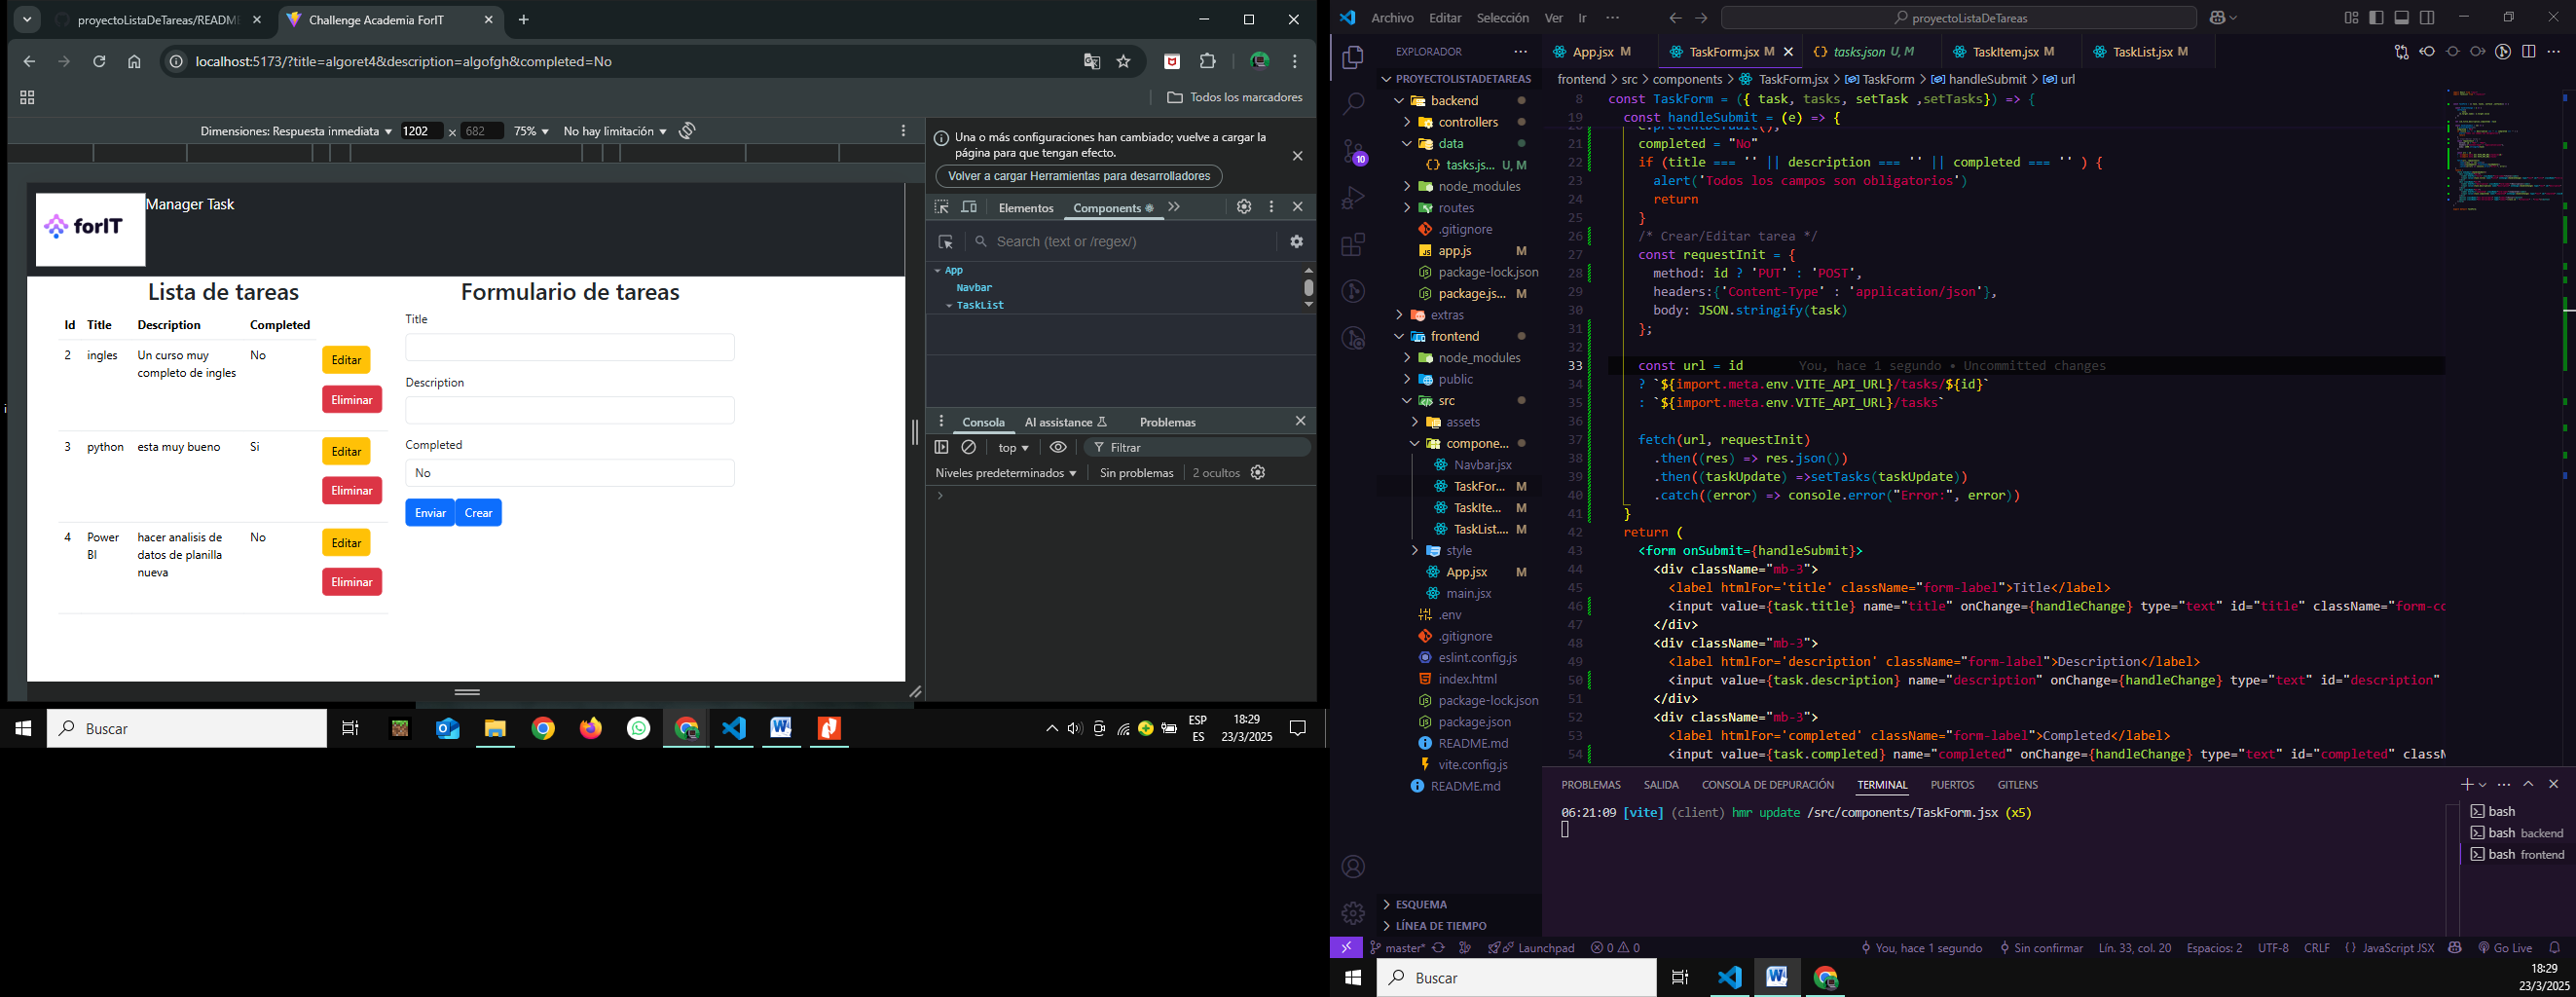 proyectoListaDeTareas/READM
Challenge Academia ForIT
localhost:5173/?title=algoret4&description=algofgh&completed=No
Todos los marcadores
Dimensiones: Respuesta inmediata
1202 × 682
75%
No hay limitación
forIT
Manager Task
Lista de tareas
Id Title Description Completed
2 ingles Un curso muy completo de ingles No
Editar
Eliminar
3 python esta muy bueno Si
Editar
Eliminar
4 Power BI hacer analisis de datos de planilla nueva No
Editar
Eliminar
Formulario de tareas
Title
Description
Completed
No
Enviar Crear
Una o más configuraciones han cambiado; vuelve a cargar la
página para que tengan efecto.
Volver a cargar Herramientas para desarrolladores
Elementos Components
Search (text or /regex/)
App
Navbar
TaskList
Consola AI assistance Problemas
top Filtrar
Niveles predeterminados Sin problemas 2 ocultos
Buscar
ESP
ES
18:29
23/3/2025
Archivo Editar Selección Ver Ir ···
proyectoListaDeTareas
EXPLORADOR
PROYECTOLISTADETAREAS
backend
controllers
data
tasks.js... U, M
node_modules
routes
.gitignore
app.js M
package-lock.json
package.js... M
extras
frontend
node_modules
public
src
assets
compone...
Navbar.jsx
TaskFor... M
TaskIte... M
TaskList.... M
style
App.jsx M
main.jsx
.env
.gitignore
eslint.config.js
index.html
package-lock.json
package.json
README.md
vite.config.js
README.md
ESQUEMA
LÍNEA DE TIEMPO
10
App.jsx M
TaskForm.jsx M
tasks.json U, M
TaskItem.jsx M
TaskList.jsx M
frontend > src > components > TaskForm.jsx > TaskForm > handleSubmit > url
8 const TaskForm = ({ task, tasks, setTask ,setTasks}) => {
19 const handleSubmit = (e) => {
20 e.preventDefault();
21 completed = "No"
22 if (title === '' || description === '' || completed === '' ) {
23 alert('Todos los campos son obligatorios')
24 return
25 }
26 /* Crear/Editar tarea */
27 const requestInit = {
28 method: id ? 'PUT' : 'POST',
29 headers:{'Content-Type' : 'application/json'},
30 body: JSON.stringify(task)
31 };
32
33 const url = id You, hace 1 segundo • Uncommitted changes
34 ? `${import.meta.env.VITE_API_URL}/tasks/${id}`
35 : `${import.meta.env.VITE_API_URL}/tasks`
36
37 fetch(url, requestInit)
38 .then((res) => res.json())
39 .then((taskUpdate) =>setTasks(taskUpdate))
40 .catch((error) => console.error("Error:", error))
41 }
42 return (
43 <form onSubmit={handleSubmit}>
44 <div className="mb-3">
45 <label htmlFor='title' className="form-label">Title</label>
46 <input value={task.title} name="title" onChange={handleChange} type="text" id="title" className="form-co
47 </div>
48 <div className="mb-3">
49 <label htmlFor='description' className="form-label">Description</label>
50 <input value={task.description} name="description" onChange={handleChange} type="text" id="description"
51 </div>
52 <div className="mb-3">
53 <label htmlFor='completed' className="form-label">Completed</label>
54 <input value={task.completed} name="completed" onChange={handleChange} type="text" id="completed" classN
PROBLEMAS SALIDA CONSOLA DE DEPURACIÓN TERMINAL PUERTOS GITLENS
06:21:09 [vite] (client) hmr update /src/components/TaskForm.jsx (x5)
bash
bash backend
bash frontend
master* Launchpad 0 0
You, hace 1 segundo Sin confirmar Lín. 33, col. 20 Espacios: 2 UTF-8 CRLF {} JavaScript JSX Go Live
Buscar
18:29
23/3/2025